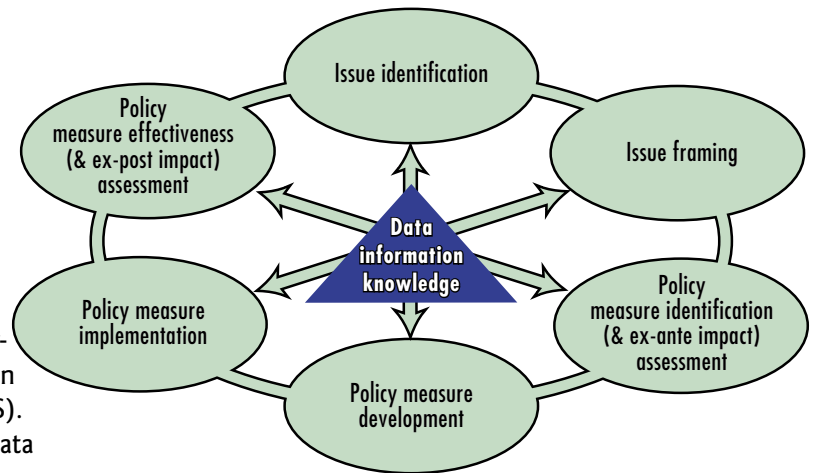 Issue identification
Policy
measure effectiveness
(& ex-post impact)
assessment
Issue framing
Data
information
knowledge
Policy measure
implementation
Policy
measure identification
(& ex-ante impact)
assessment
Policy measure
development
-
n
S).
ata